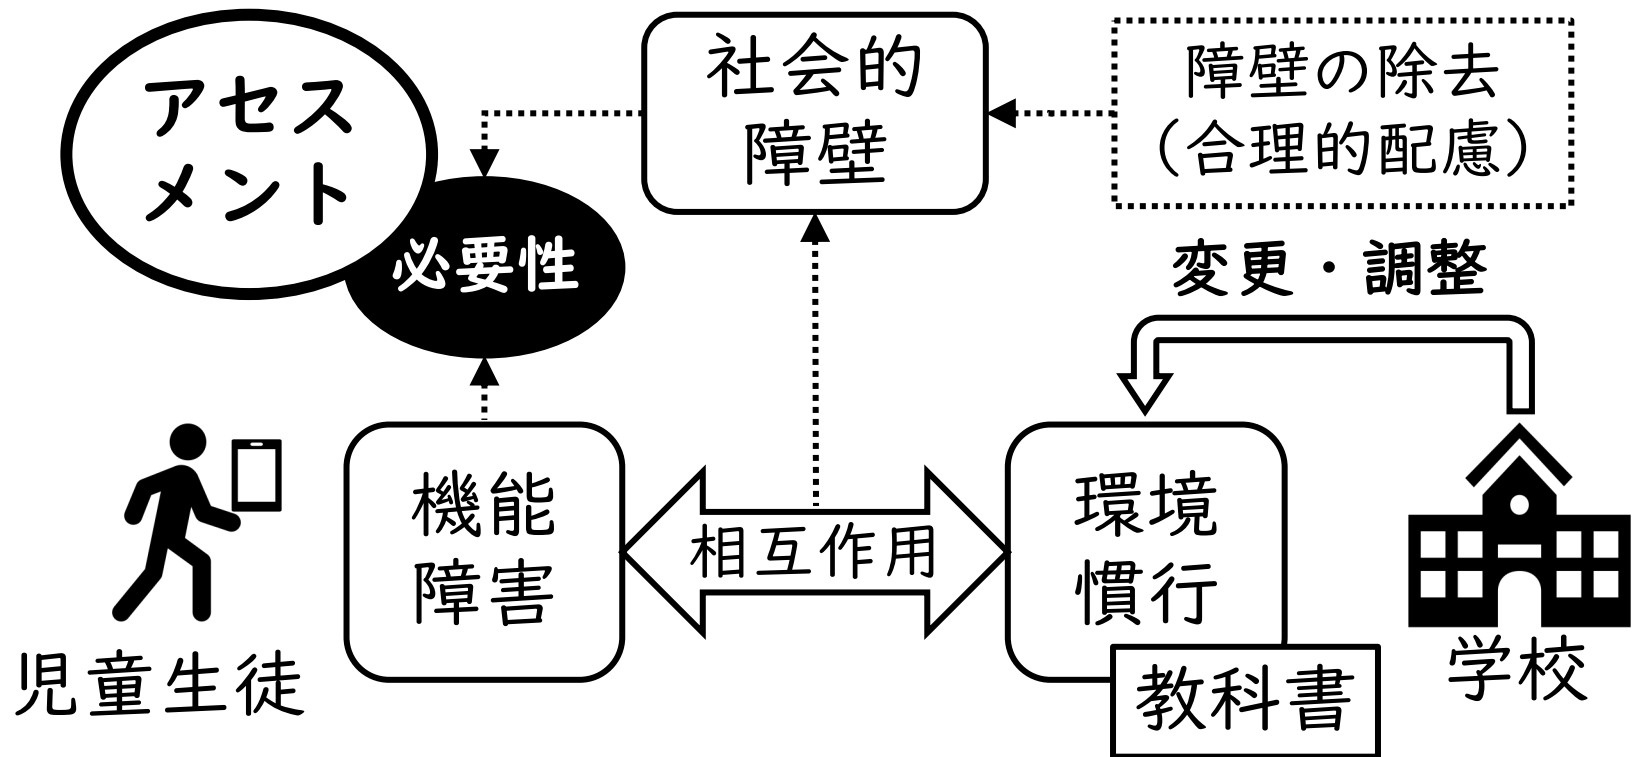 アセス
メント
必要性
社会的
障壁
障壁の除去
（合理的配慮）
変更・調整
児童生徒
機能
障害
相互作用
環境
慣行
教科書
学校